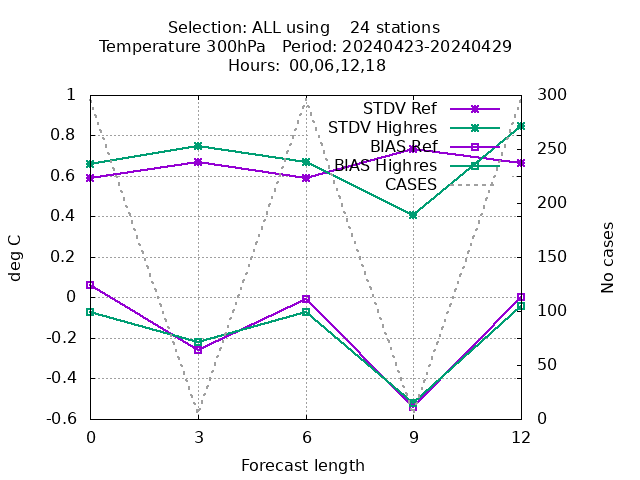 Selection: ALL using    24 stations
Temperature 300hPa   Period: 20240423-20240429
Hours: 00,06,12,18
STDV Ref
STDV Highres
BIAS Ref
BIAS Highres
CASES
1
0.8
0.6
0.4
0.2
0
-0.2
-0.4
-0.6
deg C
300
250
200
150
100
50
0
No cases
0 3 6 9 12
Forecast length